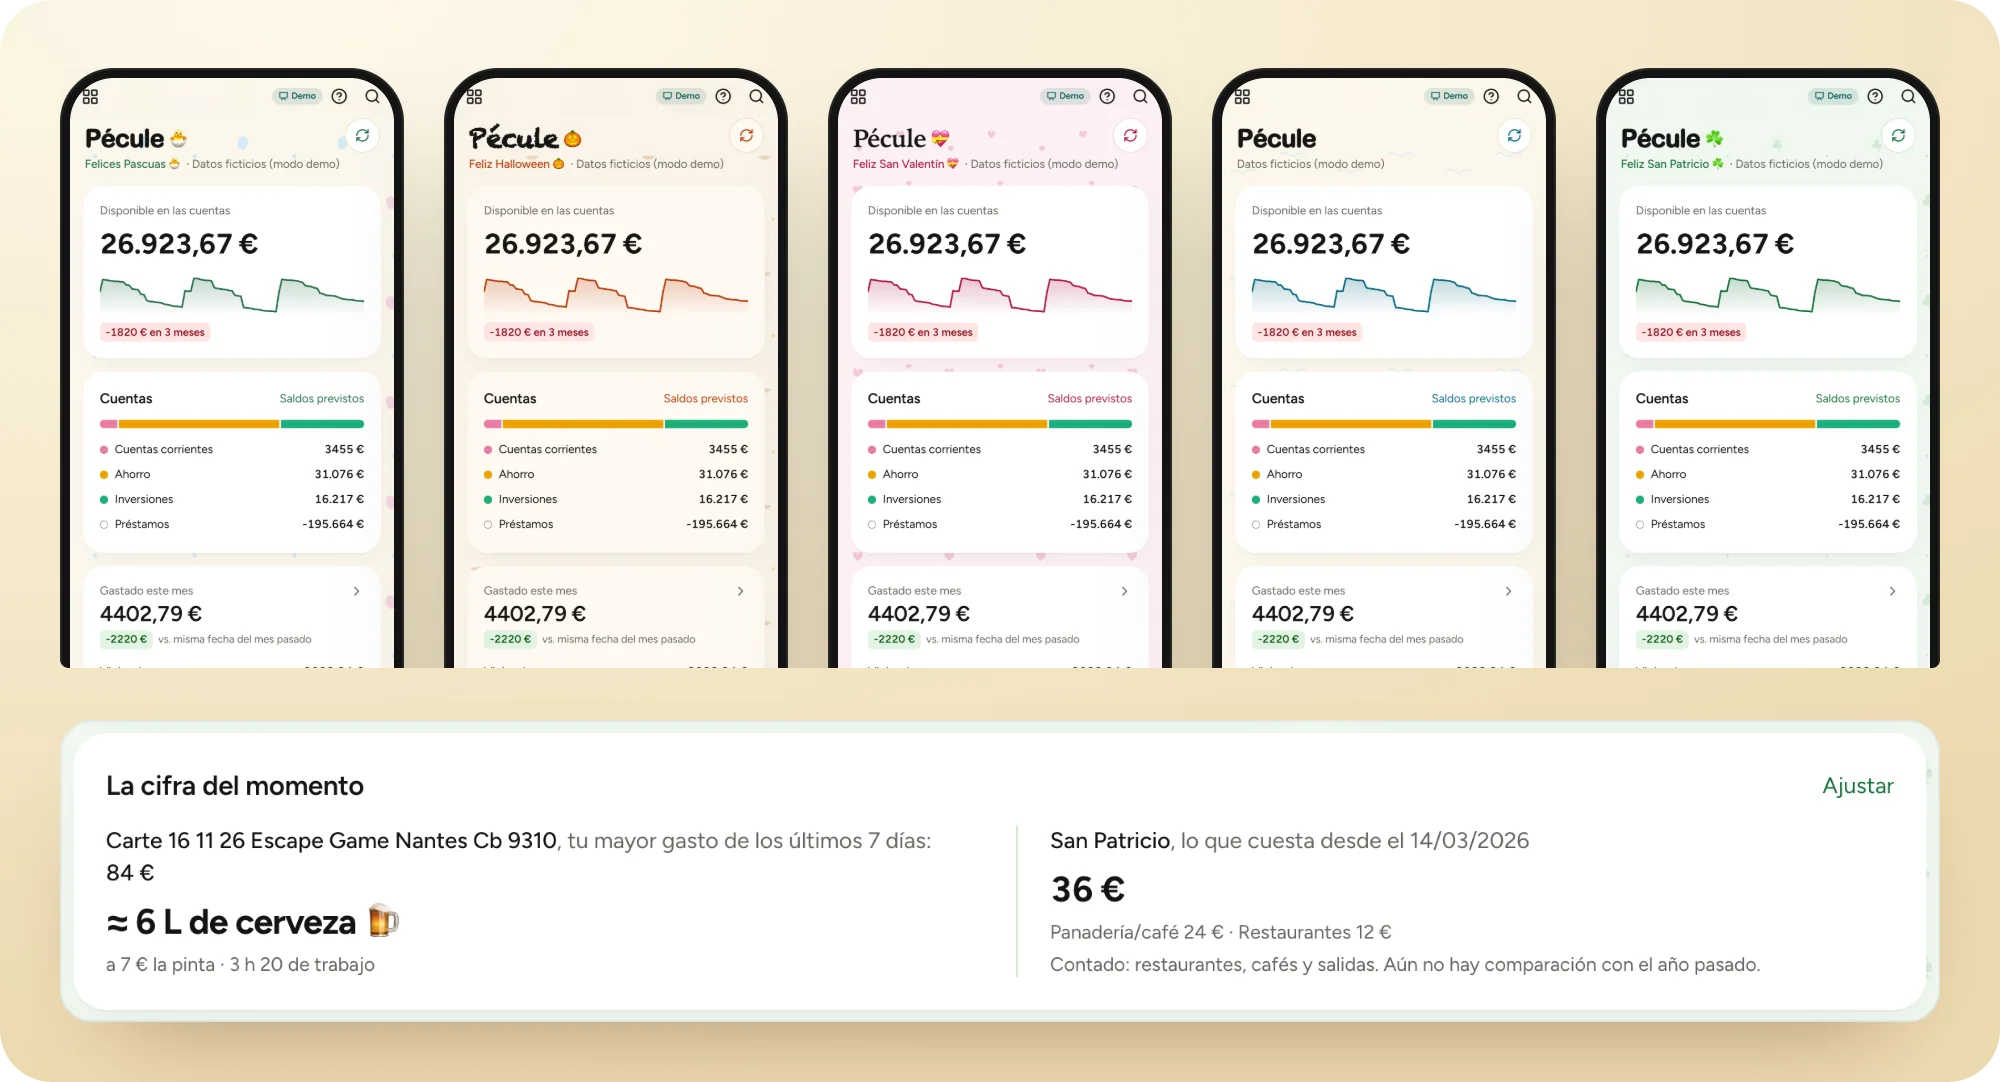 Demo
Pécule 🐣
Felices Pascuas 🐣 · Datos ficticios (modo demo)
Disponible en las cuentas
26.923,67 €
-1820 € en 3 meses
Cuentas Saldos previstos
Cuentas corrientes 3455 €
Ahorro 31.076 €
Inversiones 16.217 €
Préstamos -195.664 €
Gastado este mes
4402,79 €
-2220 € vs. misma fecha del mes pasado
Demo
Pécule 🎃
Feliz Halloween 🎃 · Datos ficticios (modo demo)
Disponible en las cuentas
26.923,67 €
-1820 € en 3 meses
Cuentas Saldos previstos
Cuentas corrientes 3455 €
Ahorro 31.076 €
Inversiones 16.217 €
Préstamos -195.664 €
Gastado este mes
4402,79 €
-2220 € vs. misma fecha del mes pasado
Demo
Pécule 💝
Feliz San Valentín 💝 · Datos ficticios (modo demo)
Disponible en las cuentas
26.923,67 €
-1820 € en 3 meses
Cuentas Saldos previstos
Cuentas corrientes 3455 €
Ahorro 31.076 €
Inversiones 16.217 €
Préstamos -195.664 €
Gastado este mes
4402,79 €
-2220 € vs. misma fecha del mes pasado
Demo
Pécule
Datos ficticios (modo demo)
Disponible en las cuentas
26.923,67 €
-1820 € en 3 meses
Cuentas Saldos previstos
Cuentas corrientes 3455 €
Ahorro 31.076 €
Inversiones 16.217 €
Préstamos -195.664 €
Gastado este mes
4402,79 €
-2220 € vs. misma fecha del mes pasado
Demo
Pécule ☘️
Feliz San Patricio ☘️ · Datos ficticios (modo demo)
Disponible en las cuentas
26.923,67 €
-1820 € en 3 meses
Cuentas Saldos previstos
Cuentas corrientes 3455 €
Ahorro 31.076 €
Inversiones 16.217 €
Préstamos -195.664 €
Gastado este mes
4402,79 €
-2220 € vs. misma fecha del mes pasado
La cifra del momento Ajustar
Carte 16 11 26 Escape Game Nantes Cb 9310, tu mayor gasto de los últimos 7 días:
84 €
≈ 6 L de cerveza 🍺
a 7 € la pinta · 3 h 20 de trabajo
San Patricio, lo que cuesta desde el 14/03/2026
36 €
Panadería/café 24 € · Restaurantes 12 €
Contado: restaurantes, cafés y salidas. Aún no hay comparación con el año pasado.